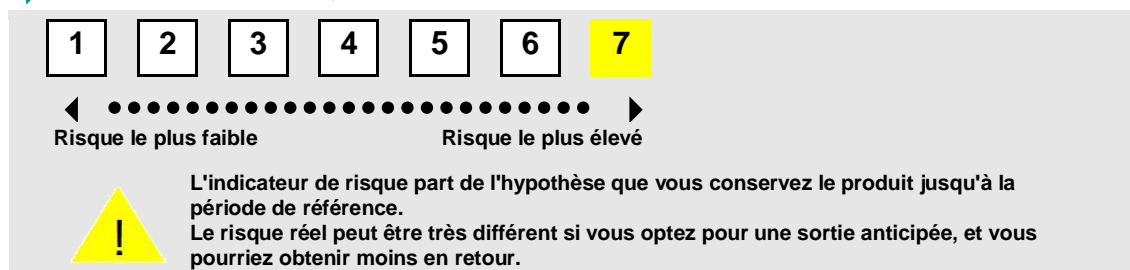 1 2 3 4 5 6 7
Risque le plus faible Risque le plus élevé
L'indicateur de risque part de l'hypothèse que vous conservez le produit jusqu'à la
période de référence.
Le risque réel peut être très différent si vous optez pour une sortie anticipée, et vous
pourriez obtenir moins en retour.
!